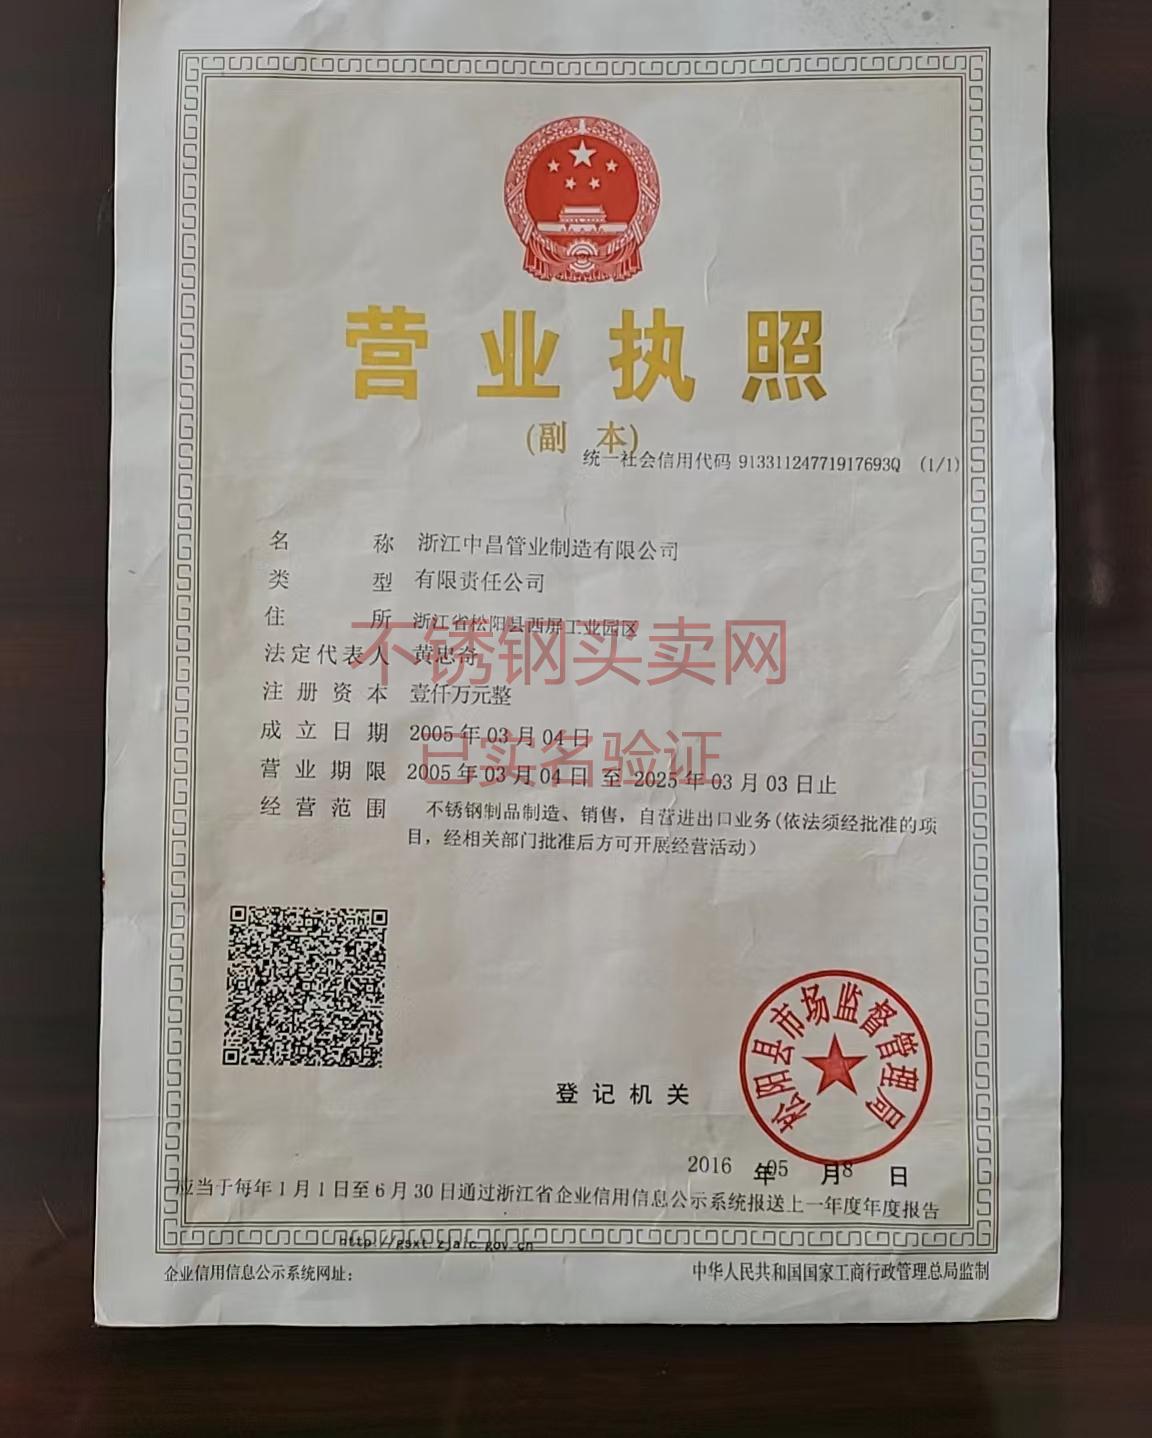 营业执照
(副 本)
统一社会信用代码 91331124771917693Q (1/1)
名称 浙江中昌管业制造有限公司
类型 有限责任公司
住所 浙江省松阳县西屏工业园区
不锈钢买卖网
法定代表人 黄忠奇
注册资本 壹仟万元整
成立日期 2005年03月04日
已实名验证
营业期限 2005年03月04日 至 2025年03月03日止
经营范围 不锈钢制品制造、销售，自营进出口业务(依法须经批准的项
目，经相关部门批准后方可开展经营活动）
松阳县市场监督管理局
登记机关
2016 年05 月8 日
应当于每年1月1日至6月30日通过浙江省企业信用信息公示系统报送上一年度年度报告
http://gsxt.zjaic.gov.cn
企业信用信息公示系统网址：
中华人民共和国国家工商行政管理总局监制